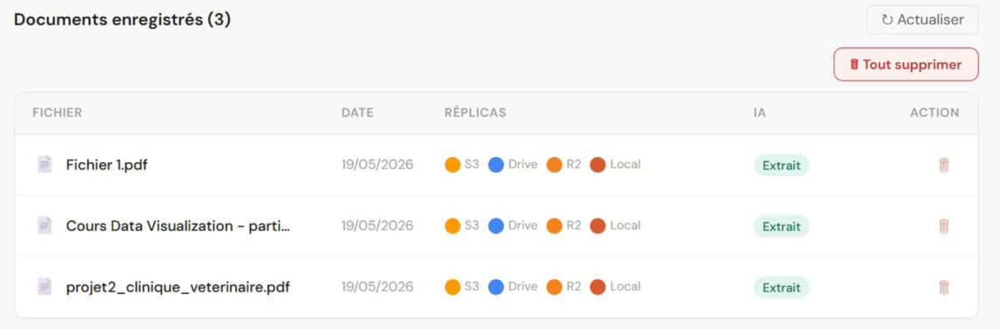 Documents enregistrés (3)
↻ Actualiser
Tout supprimer
FICHIER DATE RÉPLICAS IA ACTION
Fichier 1.pdf 19/05/2026 S3 Drive R2 Local Extrait
Cours Data Visualization - parti... 19/05/2026 S3 Drive R2 Local Extrait
projet2_clinique_veterinaire.pdf 19/05/2026 S3 Drive R2 Local Extrait